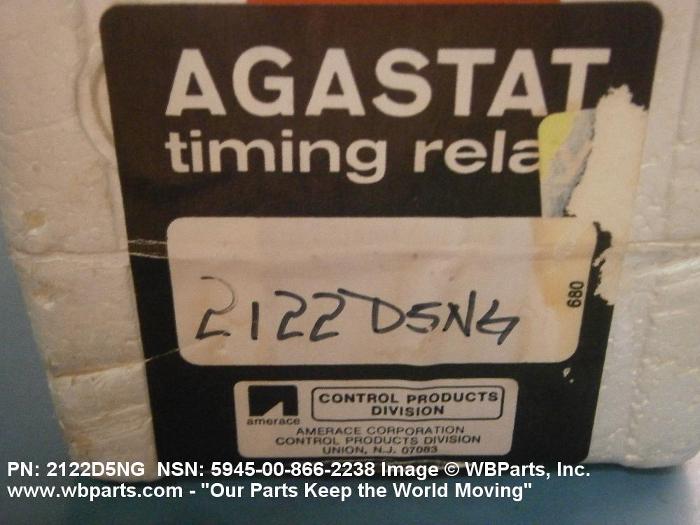 AGASTAT
timing rela
2122D5NG
680
amerace
CONTROL PRODUCTS
DIVISION
AMERACE CORPORATION
CONTROL PRODUCTS DIVISION
UNION, N.J. 07083
PN: 2122D5NG NSN: 5945-00-866-2238 Image © WBParts, Inc.
www.wbparts.com - "Our Parts Keep the World Moving"